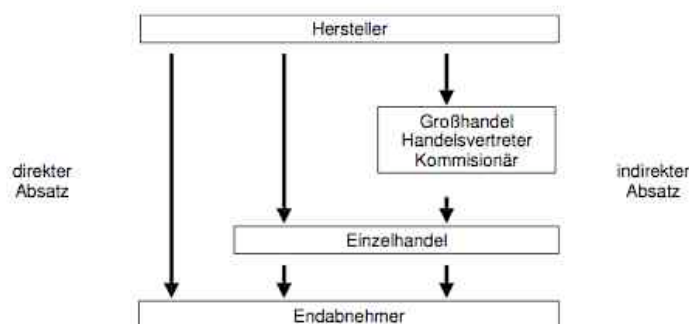 Hersteller
Großhandel
Handelsvertreter
Kommisionär
direkter
Absatz
indirekter
Absatz
Einzelhandel
Endabnehmer